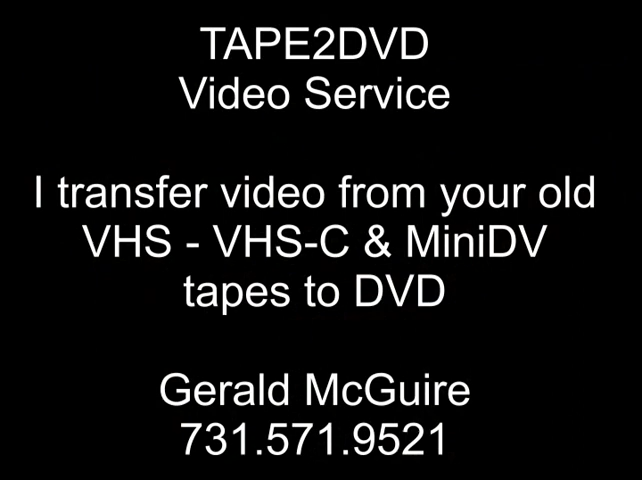 TAPE2DVD
Video Service
I transfer video from your old
VHS - VHS-C & MiniDV
tapes to DVD
Gerald McGuire
731.571.9521